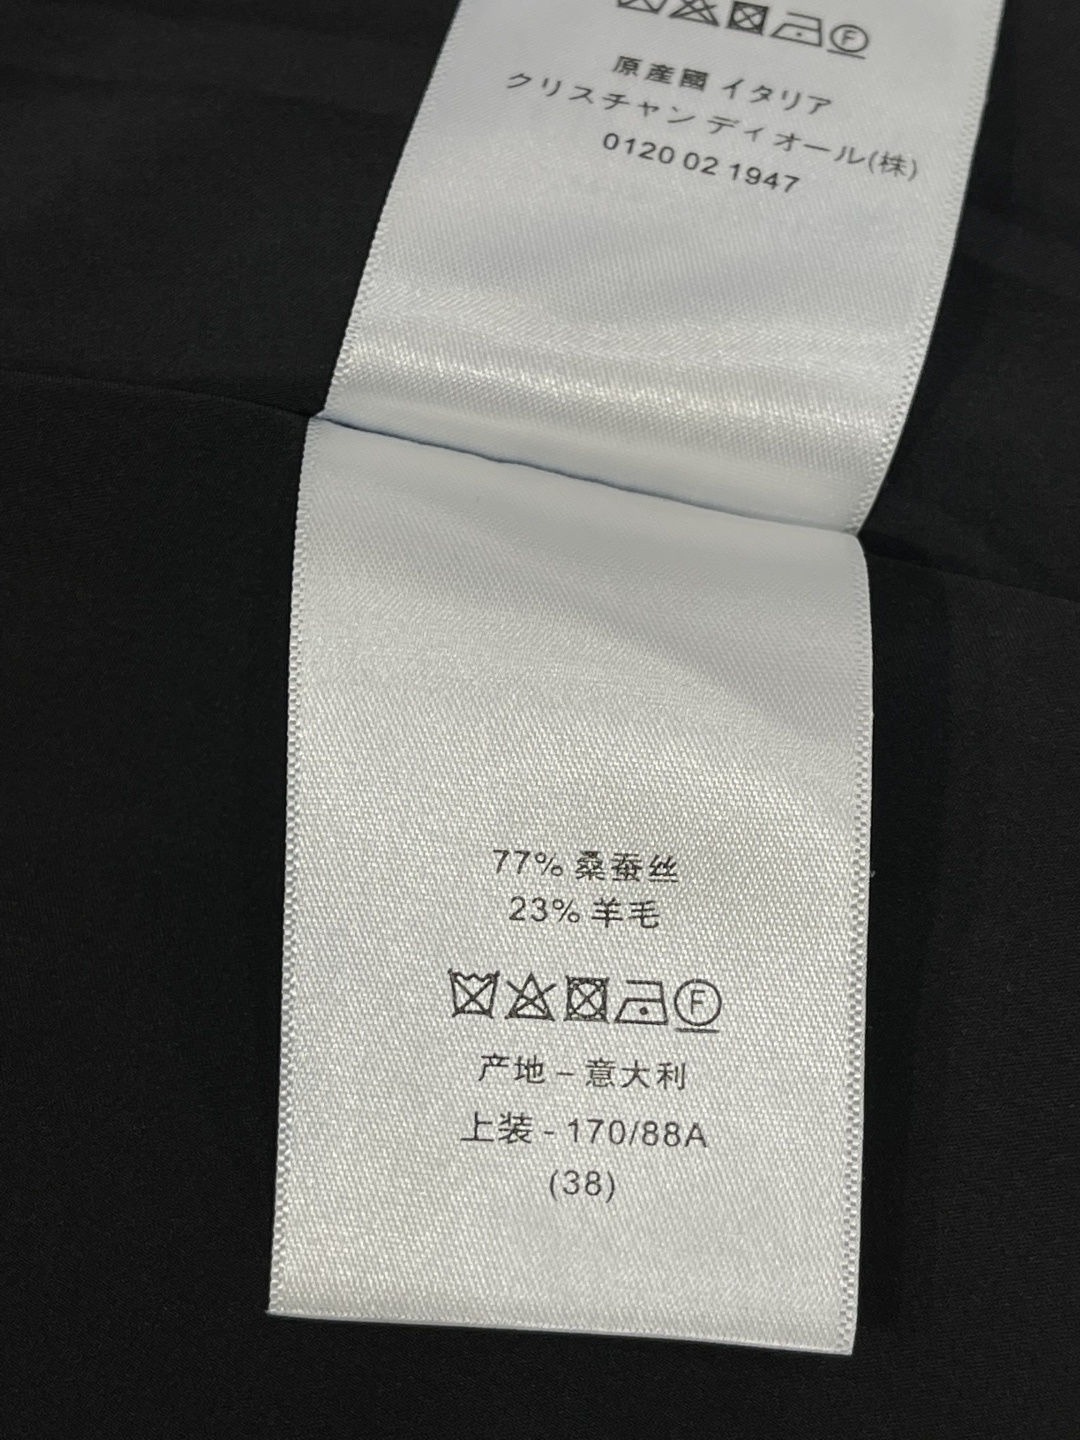 原産國 イタリア
クリスチャン ディオール(株)
0120 02 1947
77% 桑蚕丝
23% 羊毛
F
产地 – 意大利
上装 - 170/88A
(38)